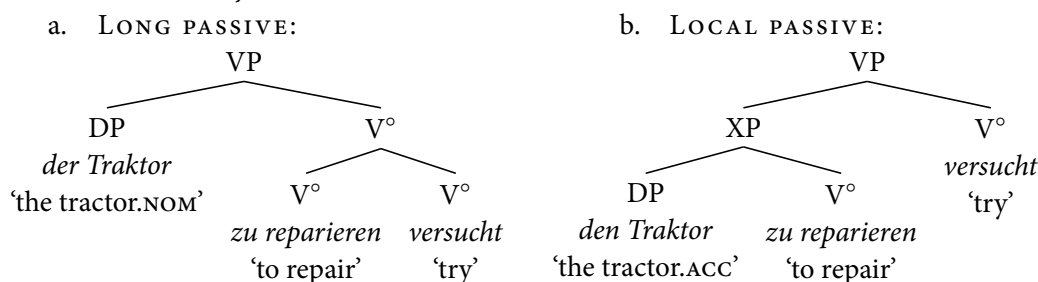 a. LONG PASSIVE: b. LOCAL PASSIVE:
VP VP
DP V° XP V°
der Traktor versucht
‘the tractor.NOM’ V° V° DP V° ‘try’
zu reparieren versucht den Traktor zu reparieren
‘to repair’ ‘try’ ‘the tractor.ACC’ ‘to repair’